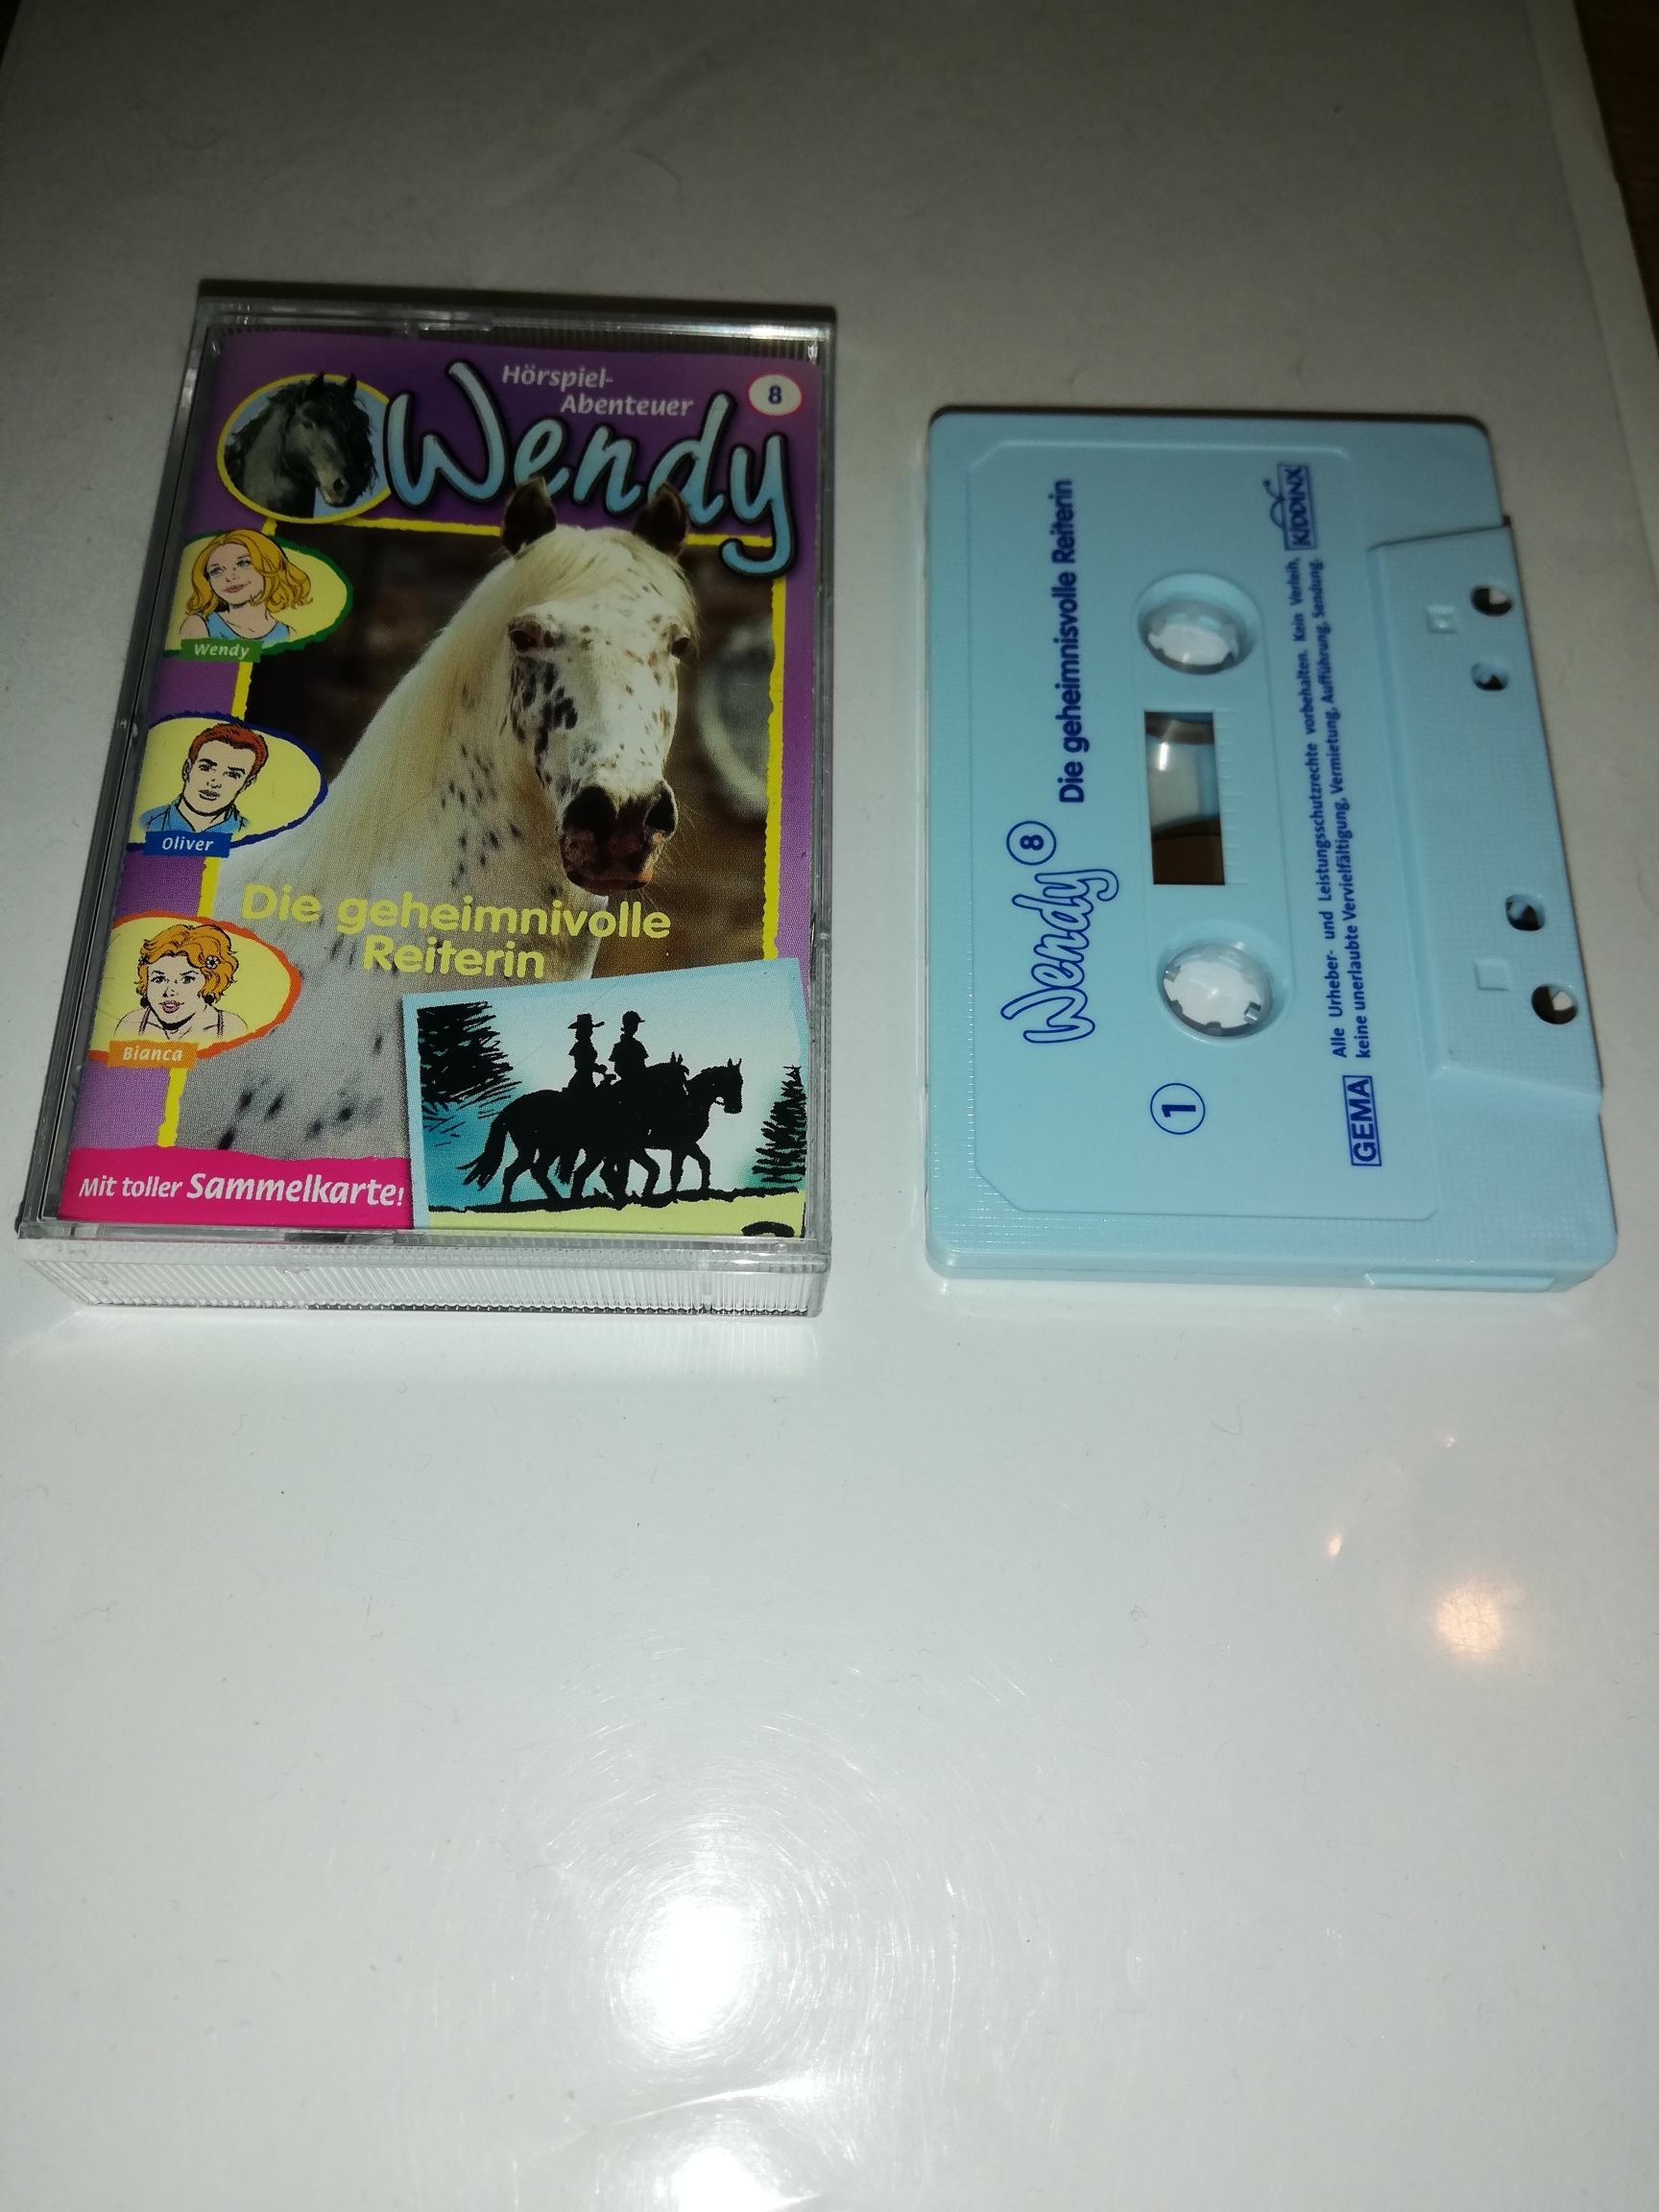 Hörspiel-
Abenteuer
8
Wendy
Wendy
Oliver
Bianca
Die geheimnivolle
Reiterin
Mit toller Sammelkarte!
Wendy 8 Die geheimnisvolle Reiterin
1
GEMA
Alle Urheber- und Leistungsschutzrechte vorbehalten. Kein Verleih,
keine unerlaubte Vervielfältigung, Vermietung, Aufführung, Sendung.
KIDDINX